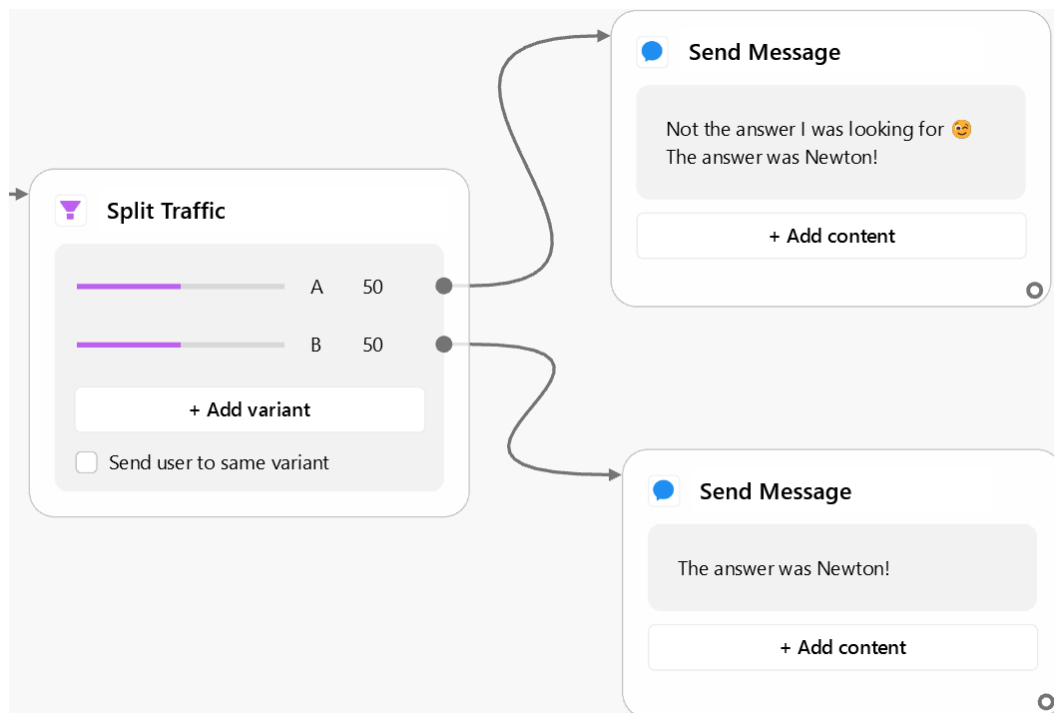 Split Traffic
A 50
B 50
+ Add variant
Send user to same variant
Send Message
Not the answer I was looking for 😉
The answer was Newton!
+ Add content
Send Message
The answer was Newton!
+ Add content